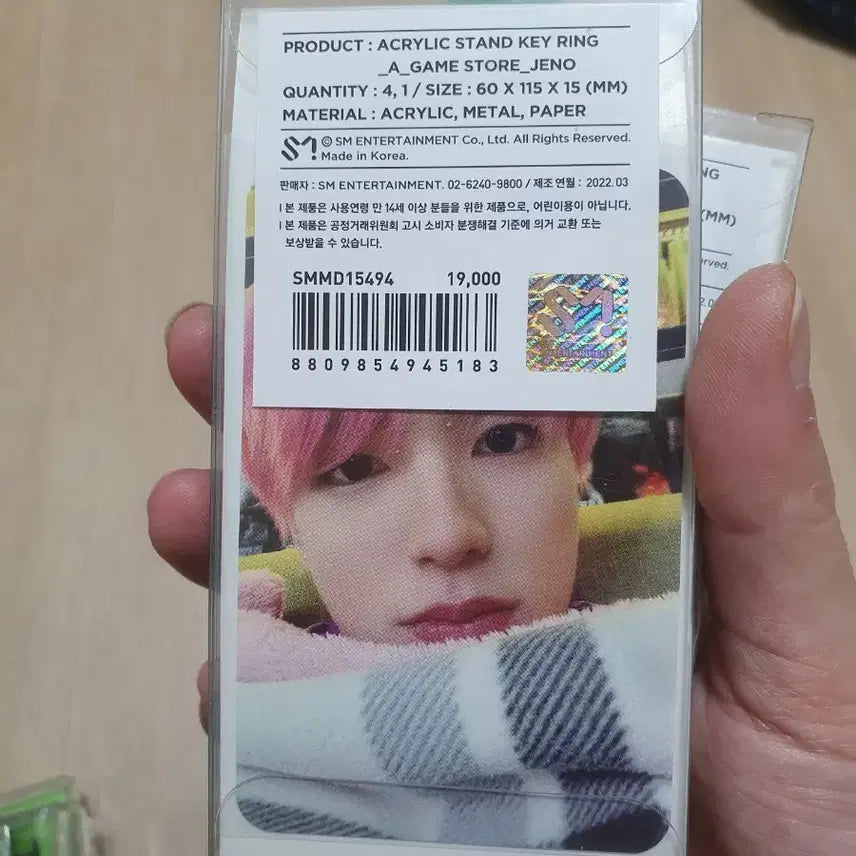 PRODUCT : ACRYLIC STAND KEY RING
_A_GAME STORE_JENO
QUANTITY : 4, 1 / SIZE : 60 X 115 X 15 (MM)
MATERIAL : ACRYLIC, METAL, PAPER
SM! © SM ENTERTAINMENT Co., Ltd. All Rights Reserved.
Made in Korea.
판매자 : SM ENTERTAINMENT. 02-6240-9800 / 제조연월 : 2022.03
l 본 제품은 사용연령 만 14세 이상 분들을 위한 제품으로, 어린이용이 아닙니다.
l 본 제품은 공정거래위원회 고시 소비자 분쟁해결 기준에 의거 교환 또는
보상받을 수 있습니다.
SMMD15494 19,000
8809854945183
SM!
ENTERTAINMENT
NG
(MM)
erved.